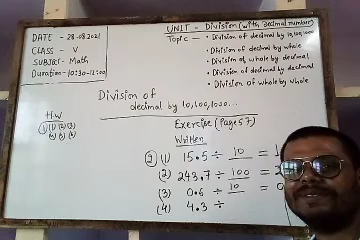 DATE - 28-08-2021
CLASS - V
SUBJECT - Math
Duration - 10:30-12:00
UNIT - Division (with decimal number)
Topic - • Division of decimal by 10,100,1000
• Division of decimal by whole
• Division of whole by decimal
• Division of decimal by decimal
• Division of whole by whole
Division of
decimal by 10,100,1000...
H.W
Exercise (Page 57)
Written
② (1) 15.5 ÷ 10 = 1
(2) 243.7 ÷ 100 = 2
(3) 0.6 ÷ 10 = 0
(4) 4.3 ÷